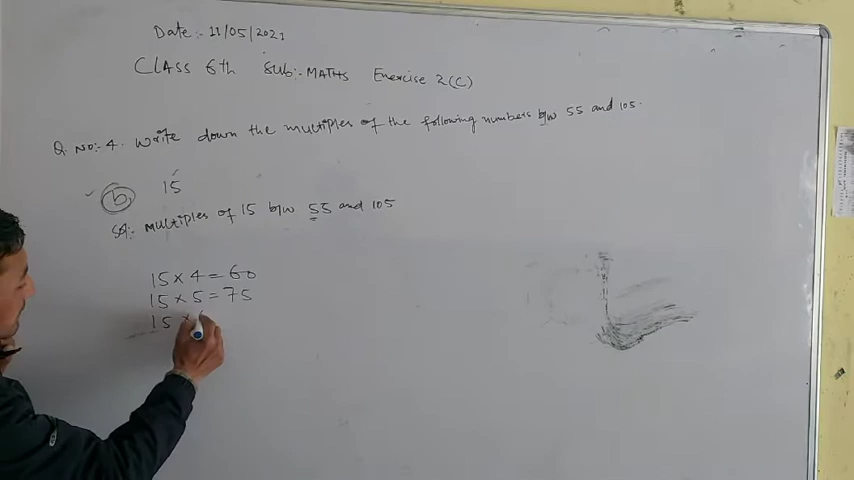 Date:- 11/05/2021
CLASS 6th Sub:- MATHS Exercise 2(C)
Q. No:- 4. Write down the multiples of the following numbers b/w 55 and 105.
(b) 15
Sol:- Multiples of 15 b/w 55 and 105
15 × 4 = 60
15 × 5 = 75
15 ×